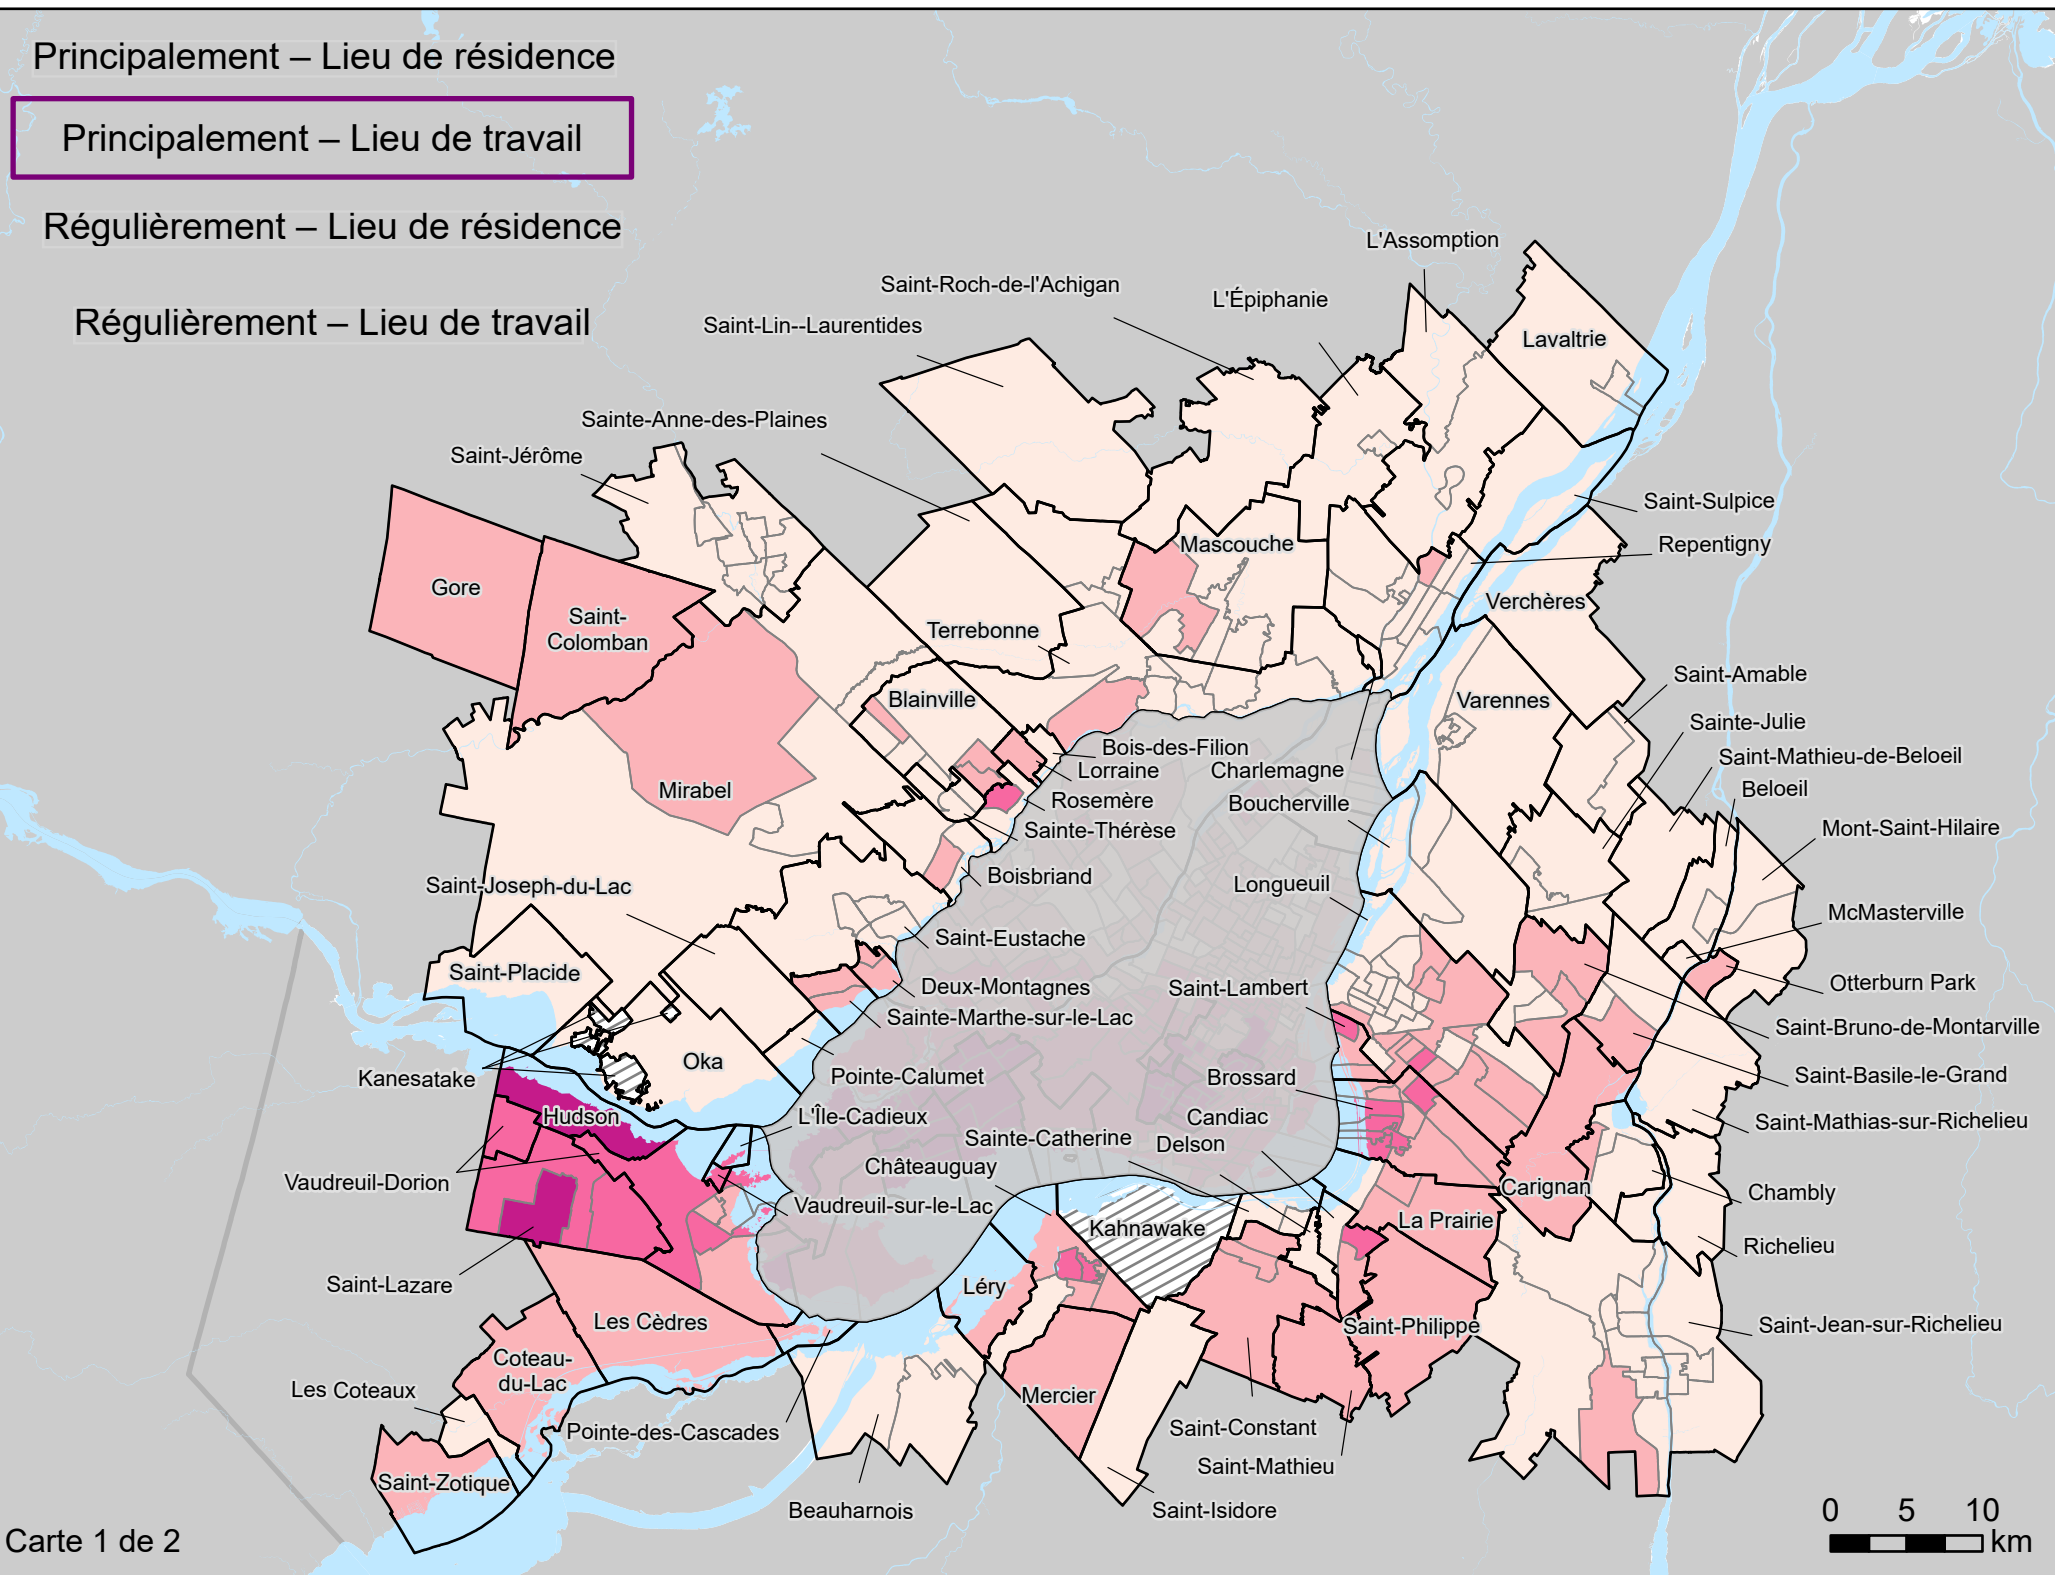 Principalement – Lieu de résidence
Principalement – Lieu de travail
Régulièrement – Lieu de résidence
Régulièrement – Lieu de travail
L'Assomption
Saint-Roch-de-l'Achigan
L'Épiphanie
Saint-Lin--Laurentides
Lavaltrie
Sainte-Anne-des-Plaines
Saint-Jérôme
Saint-Sulpice
Mascouche
Repentigny
Gore
Verchères
Saint-
Colomban
Terrebonne
Saint-Amable
Blainville
Varennes
Sainte-Julie
Bois-des-Filion
Saint-Mathieu-de-Beloeil
Lorraine
Charlemagne
Mirabel
Beloeil
Rosemère
Boucherville
Sainte-Thérèse
Mont-Saint-Hilaire
Boisbriand
Longueuil
Saint-Joseph-du-Lac
McMasterville
Saint-Eustache
Saint-Placide
Otterburn Park
Deux-Montagnes
Saint-Lambert
Sainte-Marthe-sur-le-Lac
Saint-Bruno-de-Montarville
Oka
Kanesatake
Pointe-Calumet
Brossard
Saint-Basile-le-Grand
Hudson
L'Île-Cadieux
Candiac
Saint-Mathias-sur-Richelieu
Sainte-Catherine
Delson
Châteauguay
Vaudreuil-Dorion
Carignan
Chambly
Vaudreuil-sur-le-Lac
Kahnawake
La Prairie
Richelieu
Saint-Lazare
Léry
Les Cèdres
Saint-Philippe
Saint-Jean-sur-Richelieu
Coteau-
du-Lac
Les Coteaux
Mercier
Pointe-des-Cascades
Saint-Constant
Saint-Mathieu
Saint-Zotique
Beauharnois
Saint-Isidore
0 5 10
km
Carte 1 de 2